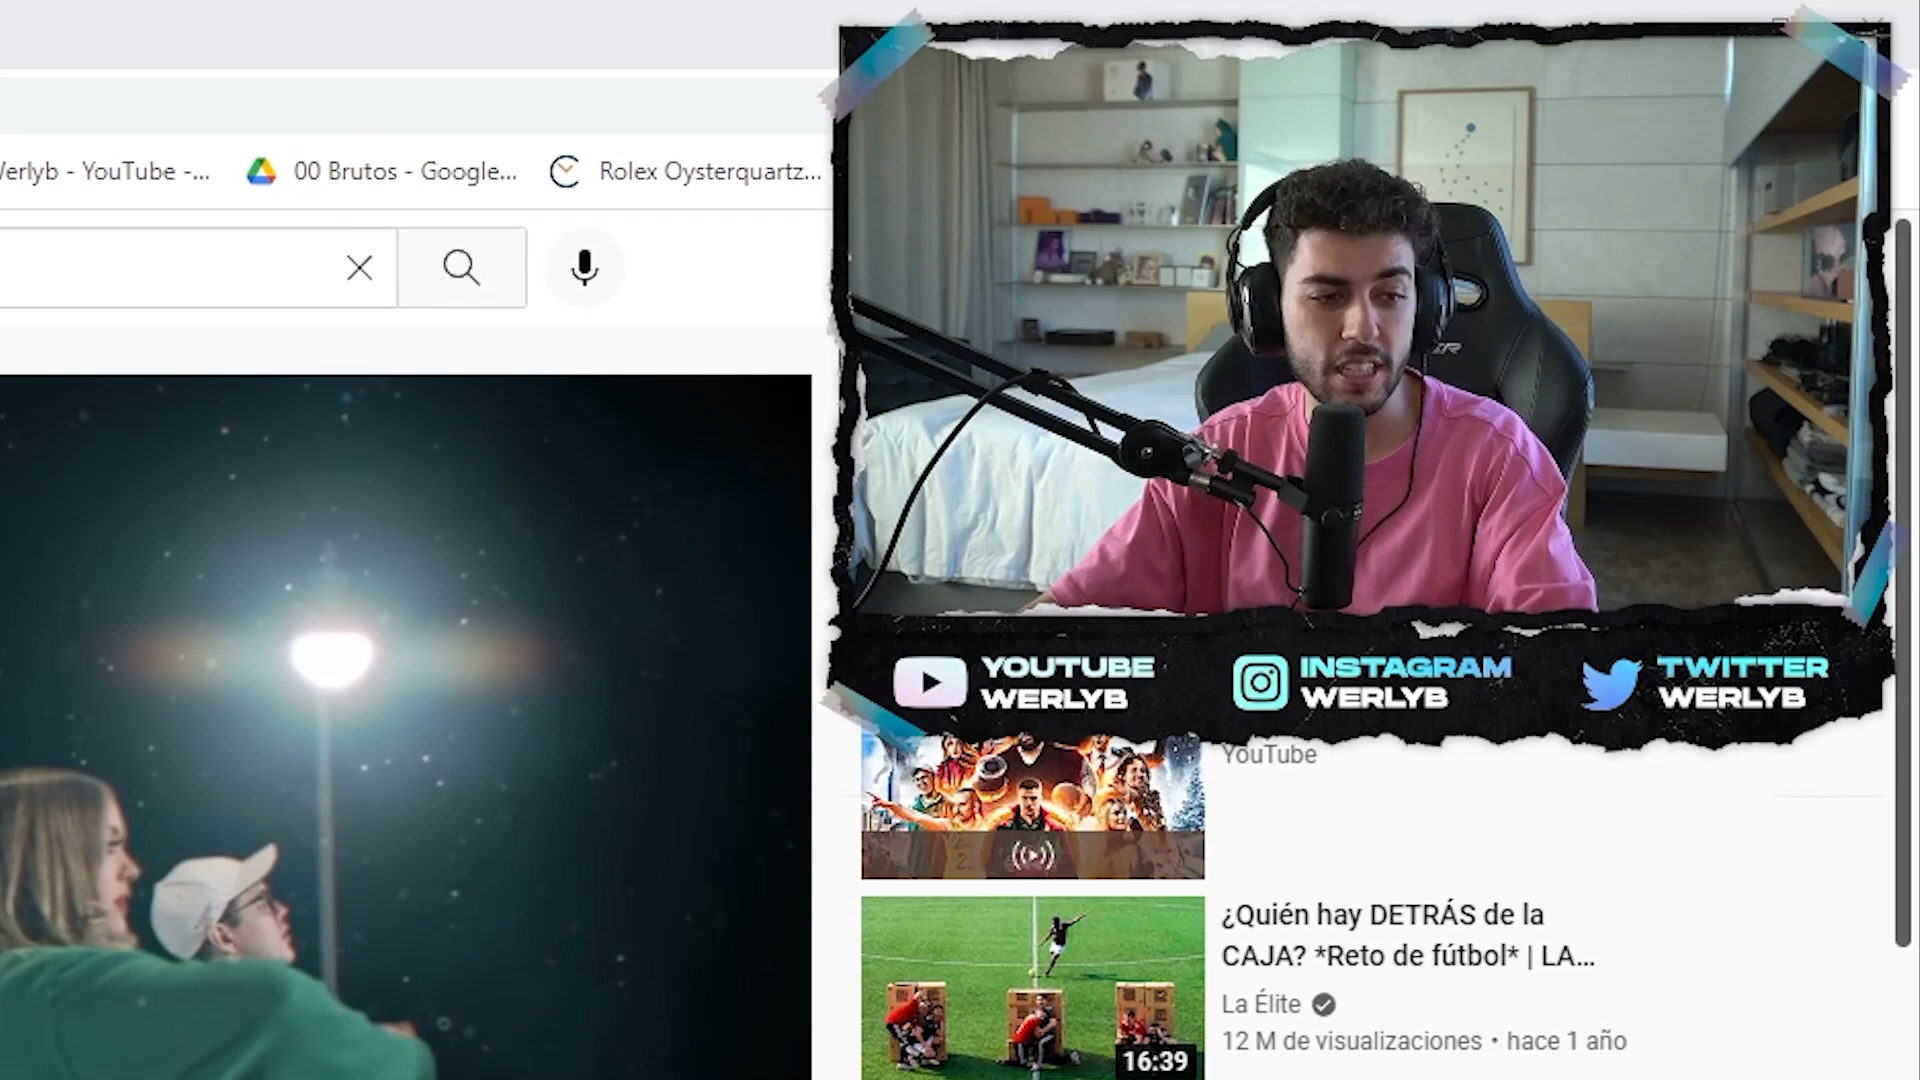 Werlyb - YouTube -...
00 Brutos - Google...
Rolex Oysterquartz...
YOUTUBE
WERLYB
INSTAGRAM
WERLYB
TWITTER
WERLYB
YouTube
¿Quién hay DETRÁS de la
CAJA? *Reto de fútbol* | LA...
La Élite
12 M de visualizaciones • hace 1 año
16:39